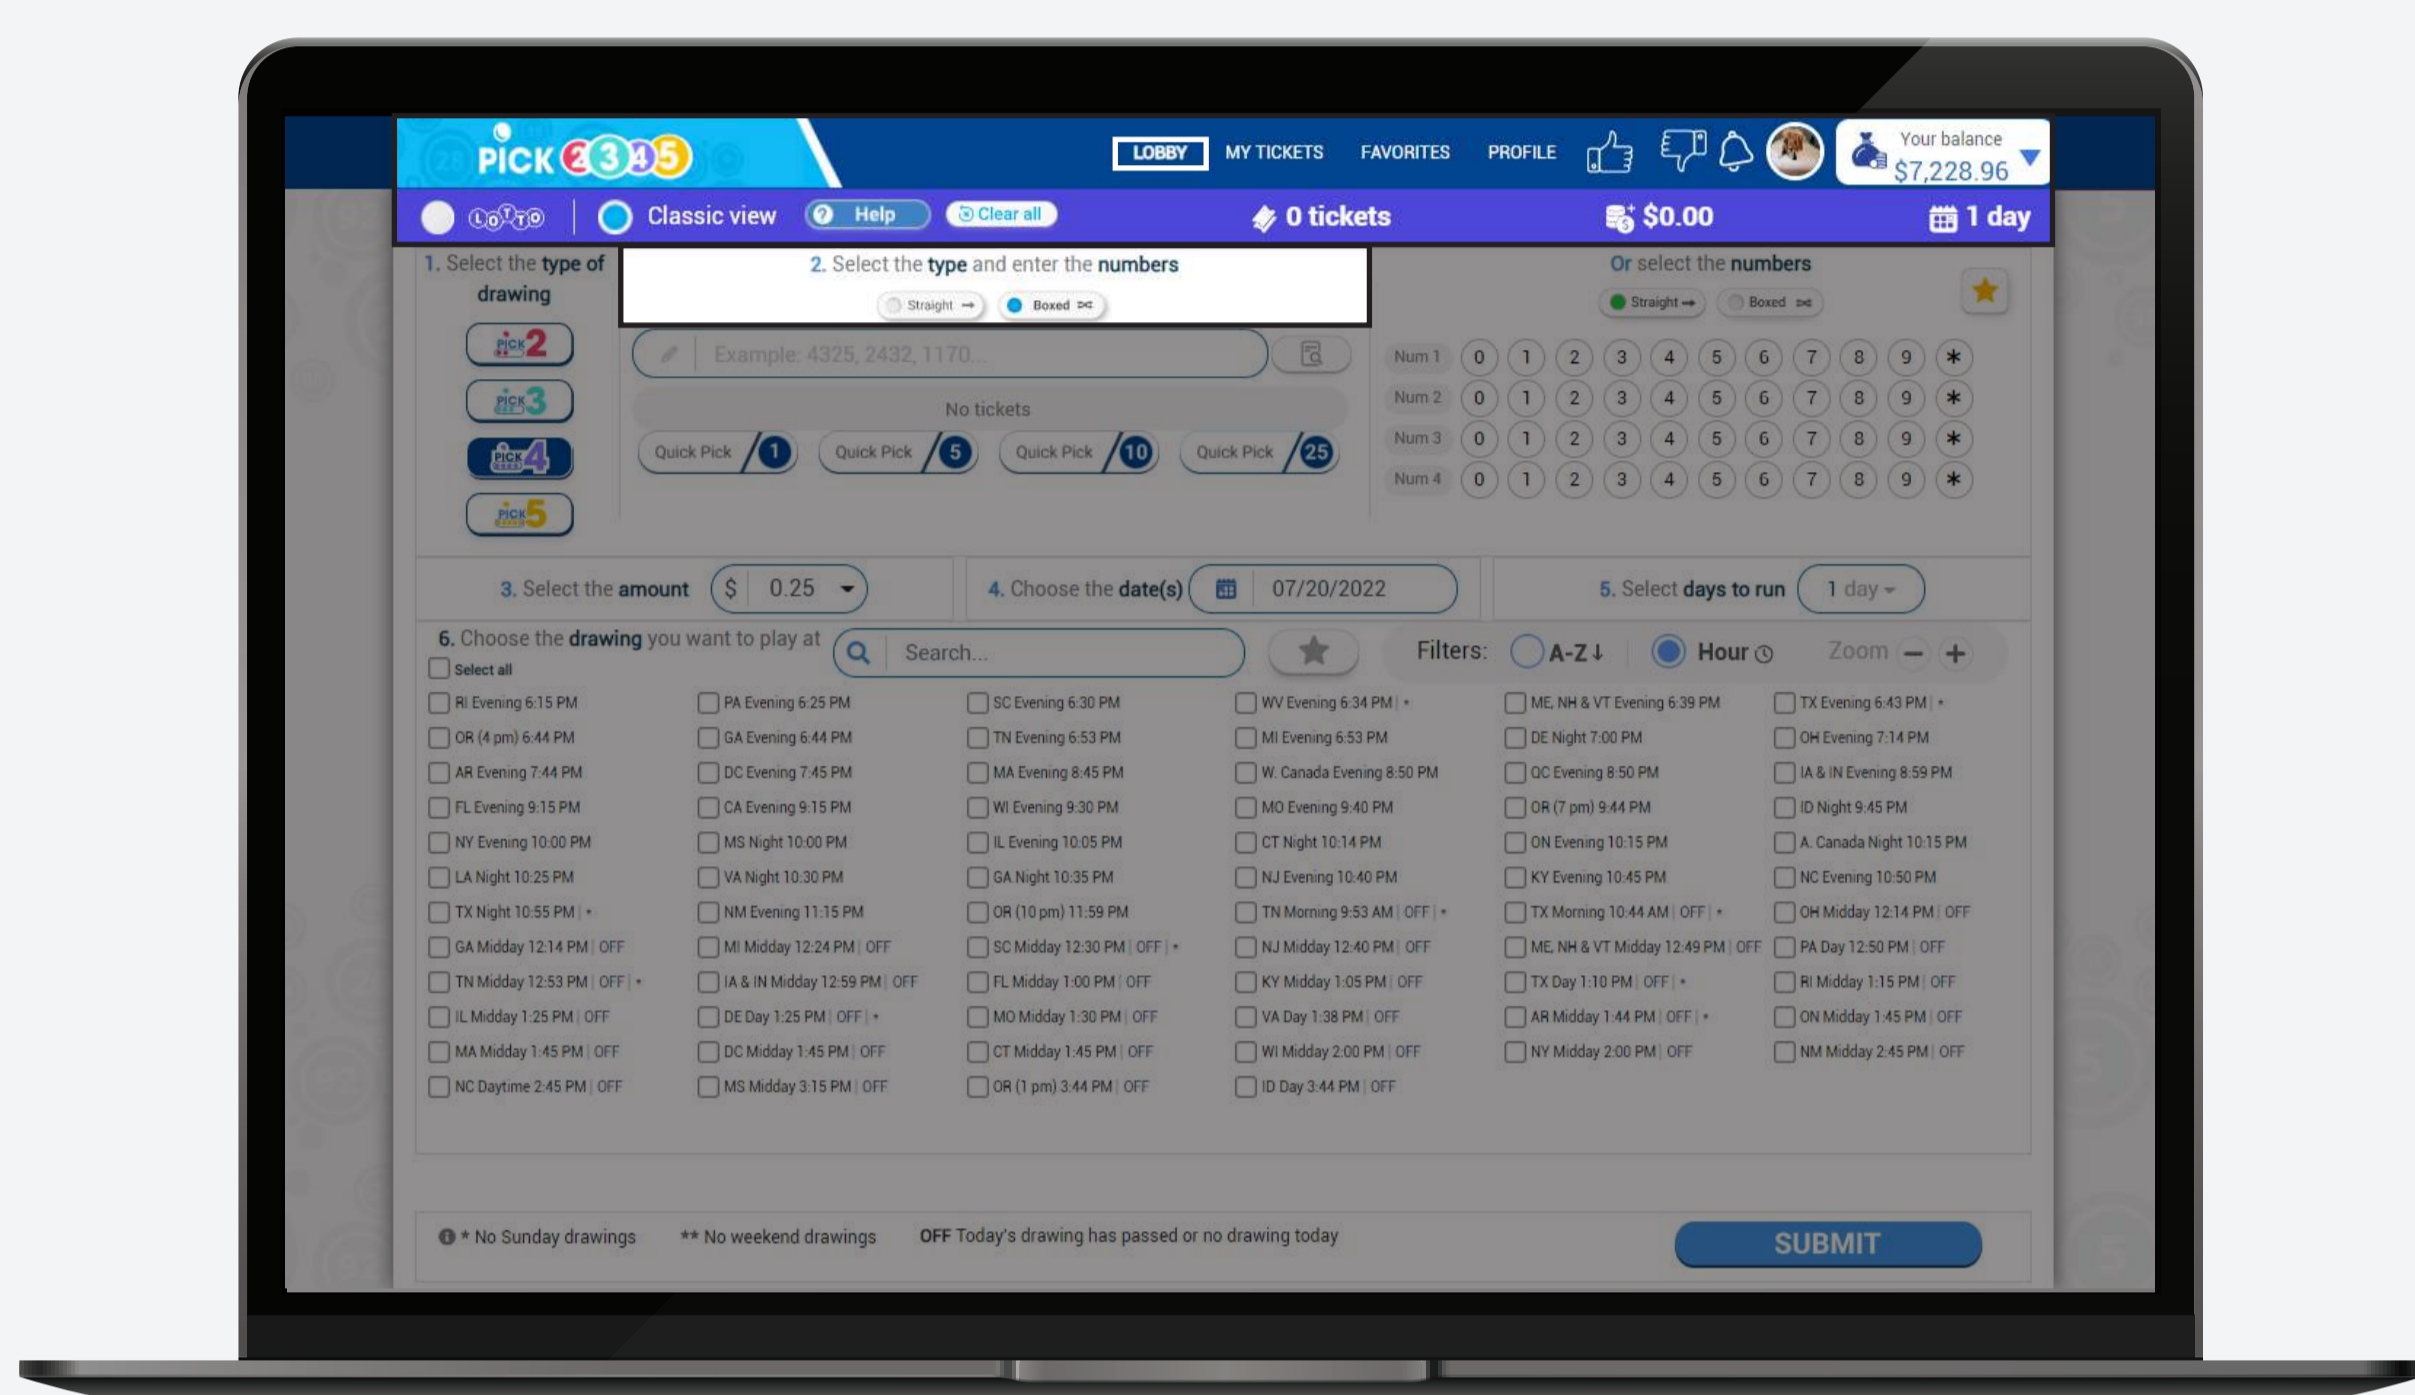 PICK 2345
LOBBY
MY TICKETS
FAVORITES
PROFILE
Your balance
$7,228.96
LOTTO
Classic view
Help
Clear all
0 tickets
$0.00
1 day
1. Select the type of
drawing
PICK2
PICK3
PICK4
PICK5
2. Select the type and enter the numbers
Straight
Boxed
Example: 4325, 2432, 1170...
No tickets
Quick Pick 1
Quick Pick 5
Quick Pick 10
Quick Pick 25
Or select the numbers
Straight
Boxed
Num 1 0 1 2 3 4 5 6 7 8 9 *
Num 2 0 1 2 3 4 5 6 7 8 9 *
Num 3 0 1 2 3 4 5 6 7 8 9 *
Num 4 0 1 2 3 4 5 6 7 8 9 *
3. Select the amount $ 0.25
4. Choose the date(s) 07/20/2022
5. Select days to run 1 day
6. Choose the drawing you want to play at
Search...
Filters: A-Z Hour
Zoom − +
Select all
RI Evening 6:15 PM PA Evening 6:25 PM SC Evening 6:30 PM WV Evening 6:34 PM | * ME, NH & VT Evening 6:39 PM TX Evening 6:43 PM | *
OR (4 pm) 6:44 PM GA Evening 6:44 PM TN Evening 6:53 PM MI Evening 6:53 PM DE Night 7:00 PM OH Evening 7:14 PM
AR Evening 7:44 PM DC Evening 7:45 PM MA Evening 8:45 PM W. Canada Evening 8:50 PM QC Evening 8:50 PM IA & IN Evening 8:59 PM
FL Evening 9:15 PM CA Evening 9:15 PM WI Evening 9:30 PM MO Evening 9:40 PM OR (7 pm) 9:44 PM ID Night 9:45 PM
NY Evening 10:00 PM MS Night 10:00 PM IL Evening 10:05 PM CT Night 10:14 PM ON Evening 10:15 PM A. Canada Night 10:15 PM
LA Night 10:25 PM VA Night 10:30 PM GA Night 10:35 PM NJ Evening 10:40 PM KY Evening 10:45 PM NC Evening 10:50 PM
TX Night 10:55 PM | * NM Evening 11:15 PM OR (10 pm) 11:59 PM TN Morning 9:53 AM | OFF | * TX Morning 10:44 AM | OFF | * OH Midday 12:14 PM | OFF
GA Midday 12:14 PM | OFF MI Midday 12:24 PM | OFF SC Midday 12:30 PM | OFF | * NJ Midday 12:40 PM | OFF ME, NH & VT Midday 12:49 PM | OFF PA Day 12:50 PM | OFF
TN Midday 12:53 PM | OFF | * IA & IN Midday 12:59 PM | OFF FL Midday 1:00 PM | OFF KY Midday 1:05 PM | OFF TX Day 1:10 PM | OFF | * RI Midday 1:15 PM | OFF
IL Midday 1:25 PM | OFF DE Day 1:25 PM | OFF | * MO Midday 1:30 PM | OFF VA Day 1:38 PM | OFF AR Midday 1:44 PM | OFF | * ON Midday 1:45 PM | OFF
MA Midday 1:45 PM | OFF DC Midday 1:45 PM | OFF CT Midday 1:45 PM | OFF WI Midday 2:00 PM | OFF NY Midday 2:00 PM | OFF NM Midday 2:45 PM | OFF
NC Daytime 2:45 PM | OFF MS Midday 3:15 PM | OFF OR (1 pm) 3:44 PM | OFF ID Day 3:44 PM | OFF
* No Sunday drawings ** No weekend drawings OFF Today's drawing has passed or no drawing today
SUBMIT